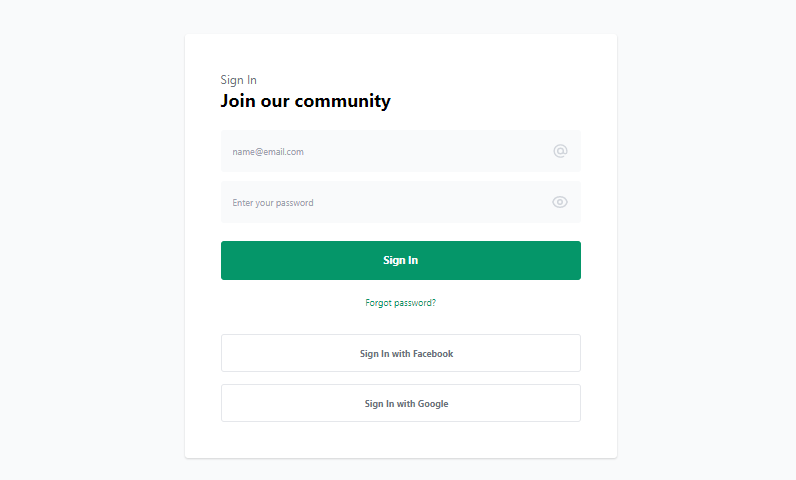 Sign In
Join our community
name@email.com
Enter your password
Sign In
Forgot password?
Sign In with Facebook
Sign In with Google